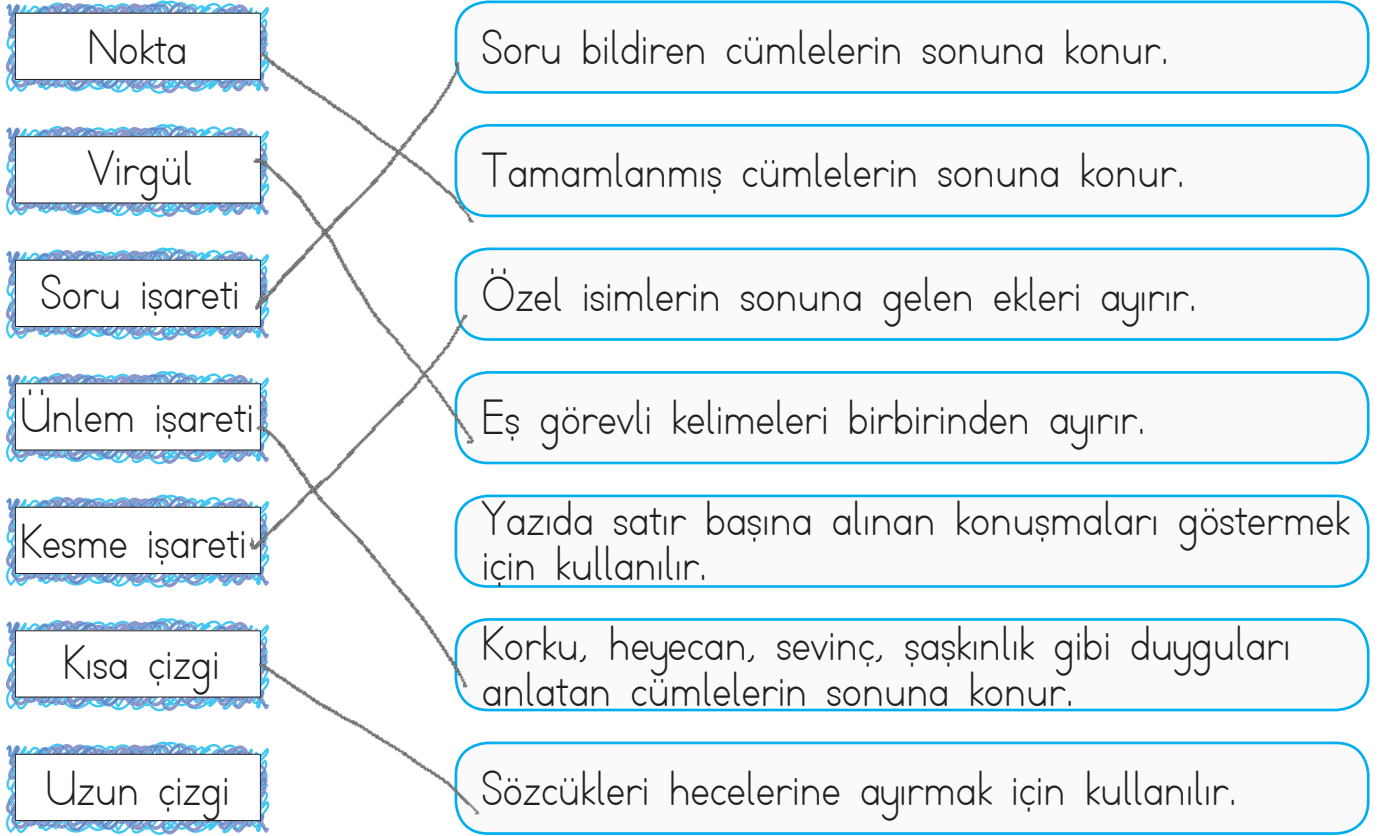 Nokta
Soru bildiren cümlelerin sonuna konur.
Virgül
Tamamlanmış cümlelerin sonuna konur.
Soru işareti
Özel isimlerin sonuna gelen ekleri ayırır.
Ünlem işareti
Eş görevli kelimeleri birbirinden ayırır.
Kesme işareti
Yazıda satır başına alınan konuşmaları göstermek
için kullanılır.
Kısa çizgi
Korku, heyecan, sevinç, şaşkınlık gibi duyguları
anlatan cümlelerin sonuna konur.
Uzun çizgi
Sözcükleri hecelerine ayırmak için kullanılır.